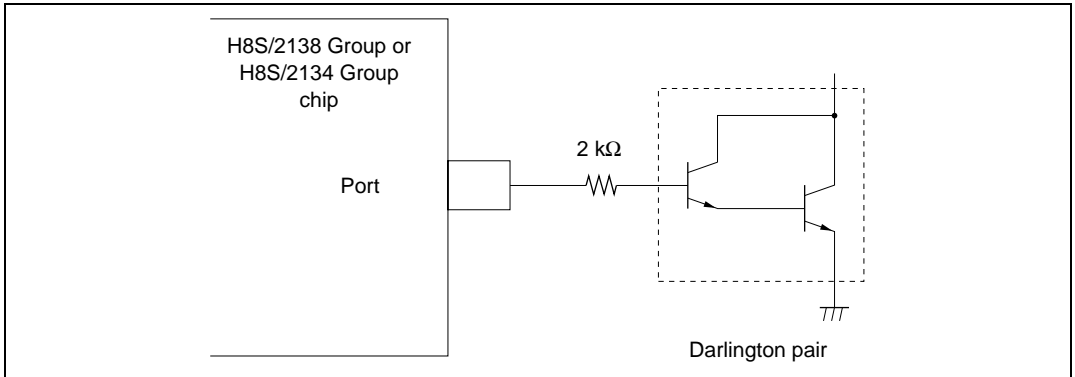 H8S/2138 Group or
H8S/2134 Group
chip
Port
2 kΩ
Darlington pair